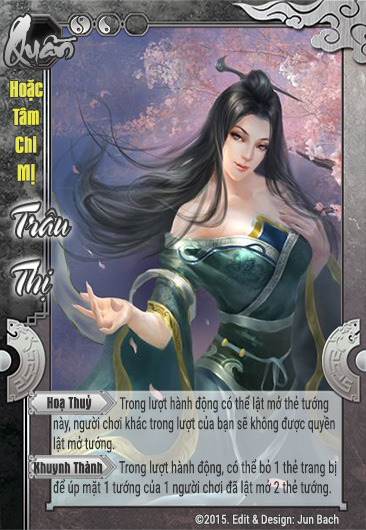 Quần
Hoặc
Tâm
Chi
Mị
Trâu
Thị
Hoạ Thuỷ Trong lượt hành động có thể lật mở thẻ tướng
này, người chơi khác trong lượt của bạn sẽ không được quyền
lật mở tướng.
Khuynh Thành Trong lượt hành động, có thể bỏ 1 thẻ trang bị
để úp mặt 1 tướng của 1 người chơi đã lật mở 2 thẻ tướng.
©2015. Edit & Design: Jun Bach